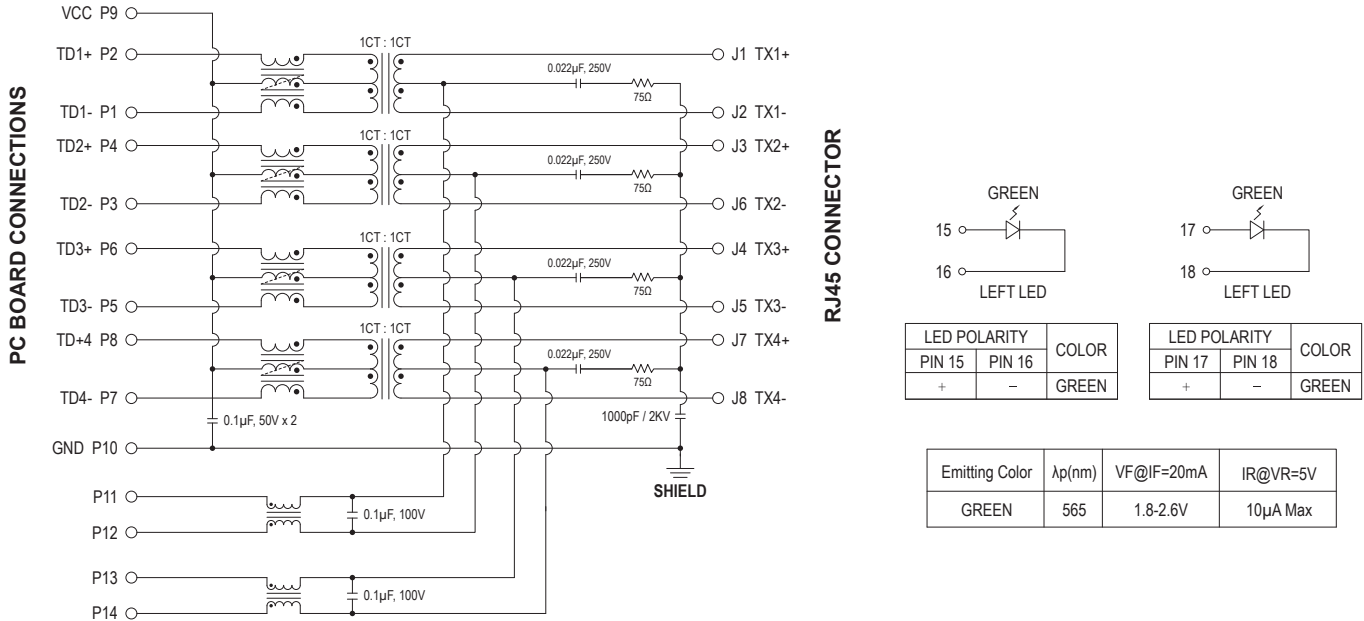 PC BOARD CONNECTIONS
VCC P9
TD1+ P2
TD1- P1
TD2+ P4
TD2- P3
TD3+ P6
TD3- P5
TD+4 P8
TD4- P7
GND P10
P11
P12
P13
P14
1CT : 1CT
1CT : 1CT
1CT : 1CT
1CT : 1CT
0.022µF, 250V
75Ω
0.022µF, 250V
75Ω
0.022µF, 250V
75Ω
0.022µF, 250V
75Ω
0.1µF, 50V x 2
1000pF / 2KV
SHIELD
0.1µF, 100V
0.1µF, 100V
J1 TX1+
J2 TX1-
J3 TX2+
J6 TX2-
J4 TX3+
J5 TX3-
J7 TX4+
J8 TX4-
RJ45 CONNECTOR
GREEN
15
16
LEFT LED
GREEN
17
18
LEFT LED
LED POLARITY COLOR
PIN 15 PIN 16
+ − GREEN
LED POLARITY COLOR
PIN 17 PIN 18
+ − GREEN
Emitting Color λp(nm) VF@IF=20mA IR@VR=5V
GREEN 565 1.8-2.6V 10µA Max